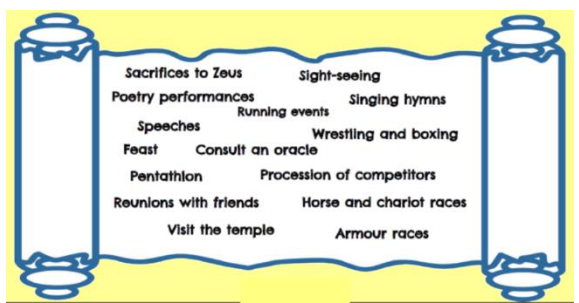 Sacrifices to Zeus
Sight-seeing
Poetry performances
Singing hymns
Running events
Speeches
Wrestling and boxing
Feast
Consult an oracle
Pentathlon
Procession of competitors
Reunions with friends
Horse and chariot races
Visit the temple
Armour races